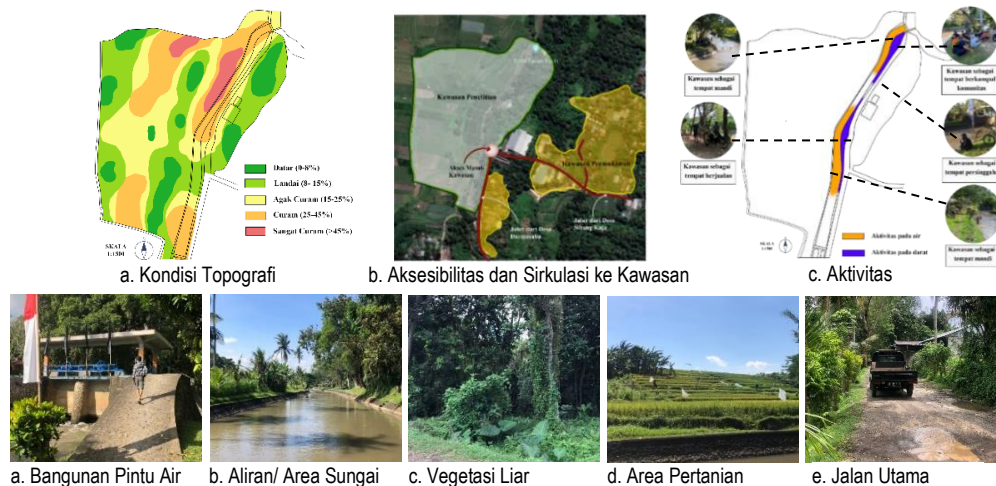 Datar (0-8%)
Landai (8- 15%)
Agak Curam (15-25%)
Curam (25-45%)
Sangat Curam (>45%)
SKALA
1:1500
a. Kondisi Topografi
Kawasan Penelitian
Akses Masuk
Kawasan
Kawasan Permukiman
Jalur dari Desa
Jalur dari Desa
b. Aksesibilitas dan Sirkulasi ke Kawasan
Kawasan sebagai
tempat mandi
Kawasan sebagai
tempat berkumpul
komunitas
Kawasan sebagai
tempat berjualan
Kawasan sebagai
Kawasan sebagai
tempat mandi
Aktivitas pada air
Aktivitas pada darat
SKALA
c. Aktivitas
a. Bangunan Pintu Air
b. Aliran/ Area Sungai
c. Vegetasi Liar
d. Area Pertanian
e. Jalan Utama